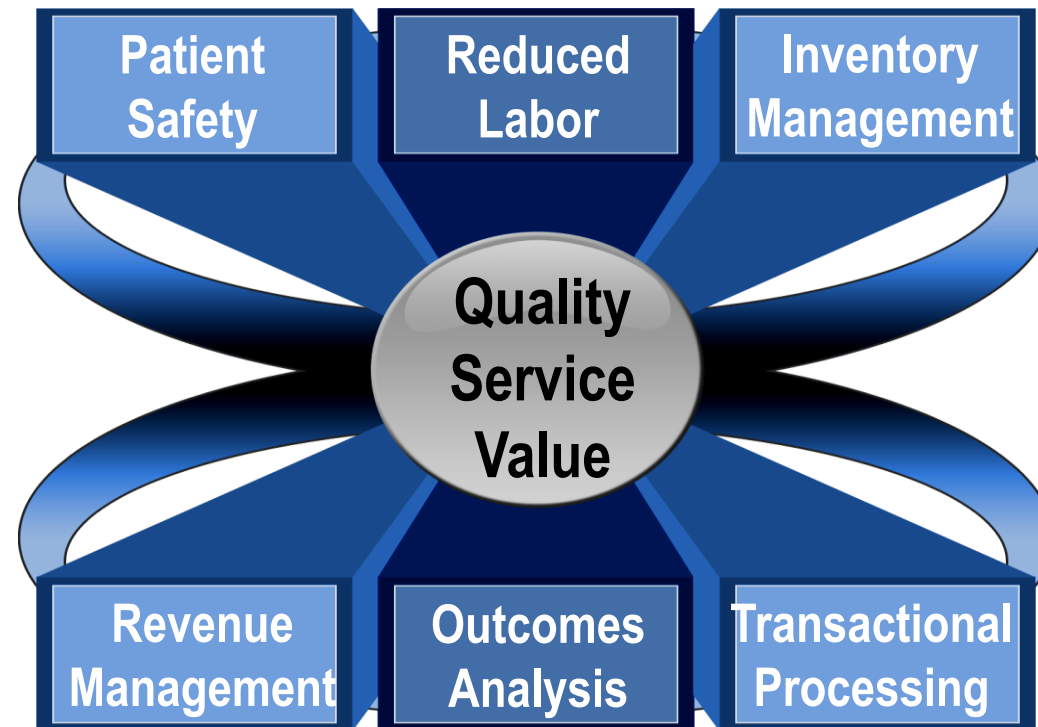 Patient
Safety
Reduced
Labor
Inventory
Management
Quality
Service
Value
Revenue
Management
Outcomes
Analysis
Transactional
Processing